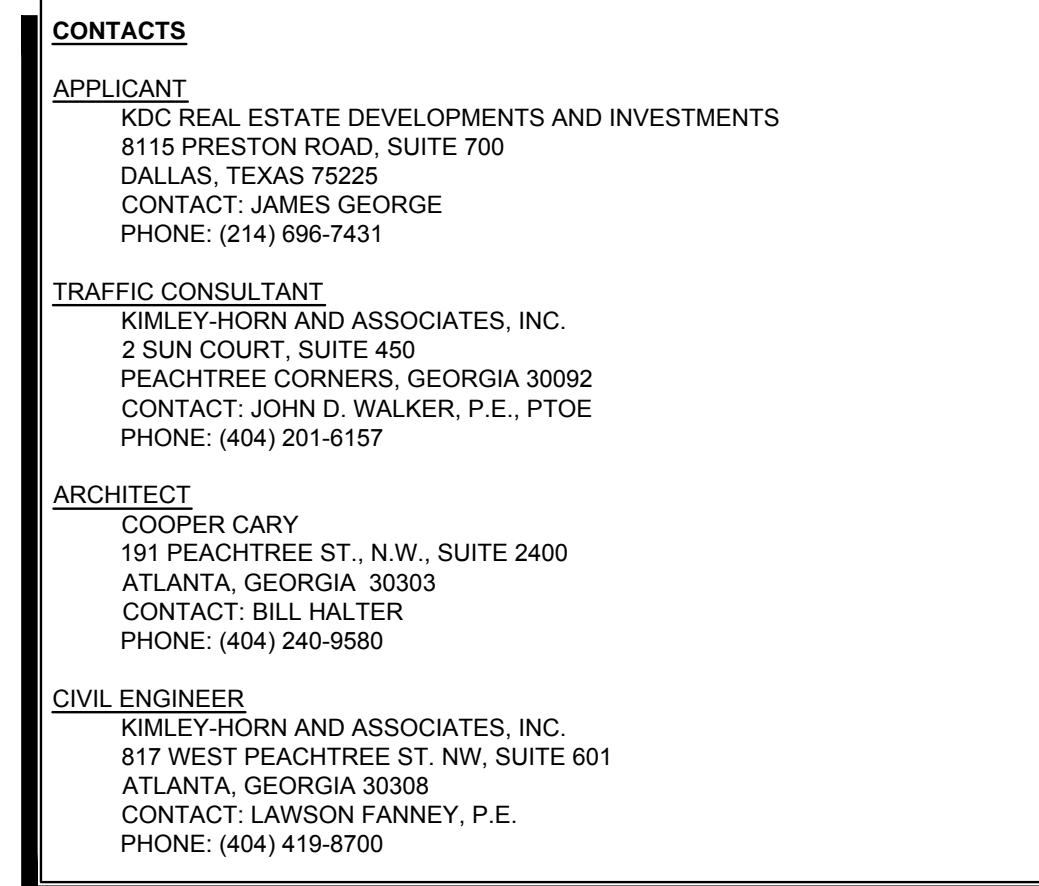 CONTACTS
APPLICANT
KDC REAL ESTATE DEVELOPMENTS AND INVESTMENTS
8115 PRESTON ROAD, SUITE 700
DALLAS, TEXAS 75225
CONTACT: JAMES GEORGE
PHONE: (214) 696-7431
TRAFFIC CONSULTANT
KIMLEY-HORN AND ASSOCIATES, INC.
2 SUN COURT, SUITE 450
PEACHTREE CORNERS, GEORGIA 30092
CONTACT: JOHN D. WALKER, P.E., PTOE
PHONE: (404) 201-6157
ARCHITECT
COOPER CARY
191 PEACHTREE ST., N.W., SUITE 2400
ATLANTA, GEORGIA  30303
CONTACT: BILL HALTER
PHONE: (404) 240-9580
CIVIL ENGINEER
KIMLEY-HORN AND ASSOCIATES, INC.
817 WEST PEACHTREE ST. NW, SUITE 601
ATLANTA, GEORGIA 30308
CONTACT: LAWSON FANNEY, P.E.
PHONE: (404) 419-8700